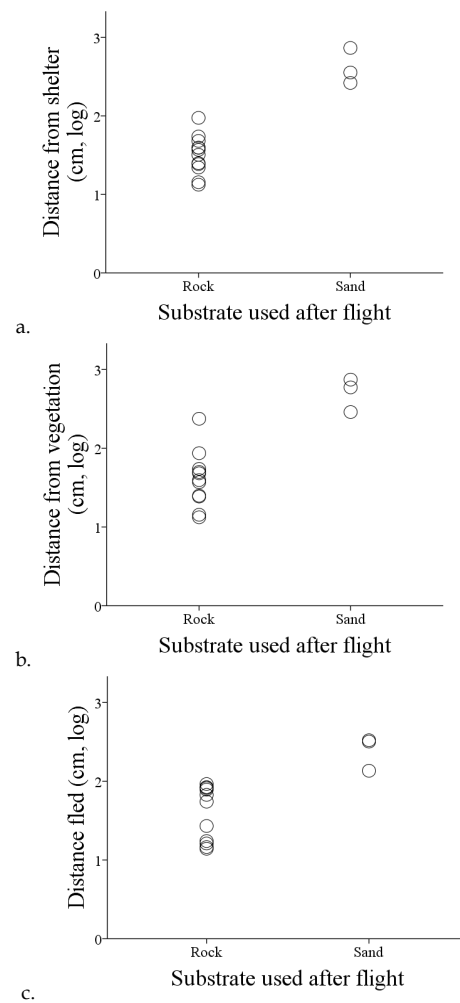 Distance from shelter
(cm, log)
3
2
1
0
Rock
Sand
Substrate used after flight
a.
Distance from vegetation
(cm, log)
3
2
1
0
Rock
Sand
Substrate used after flight
b.
Distance fled (cm, log)
3
2
1
0
Rock
Sand
Substrate used after flight
c.